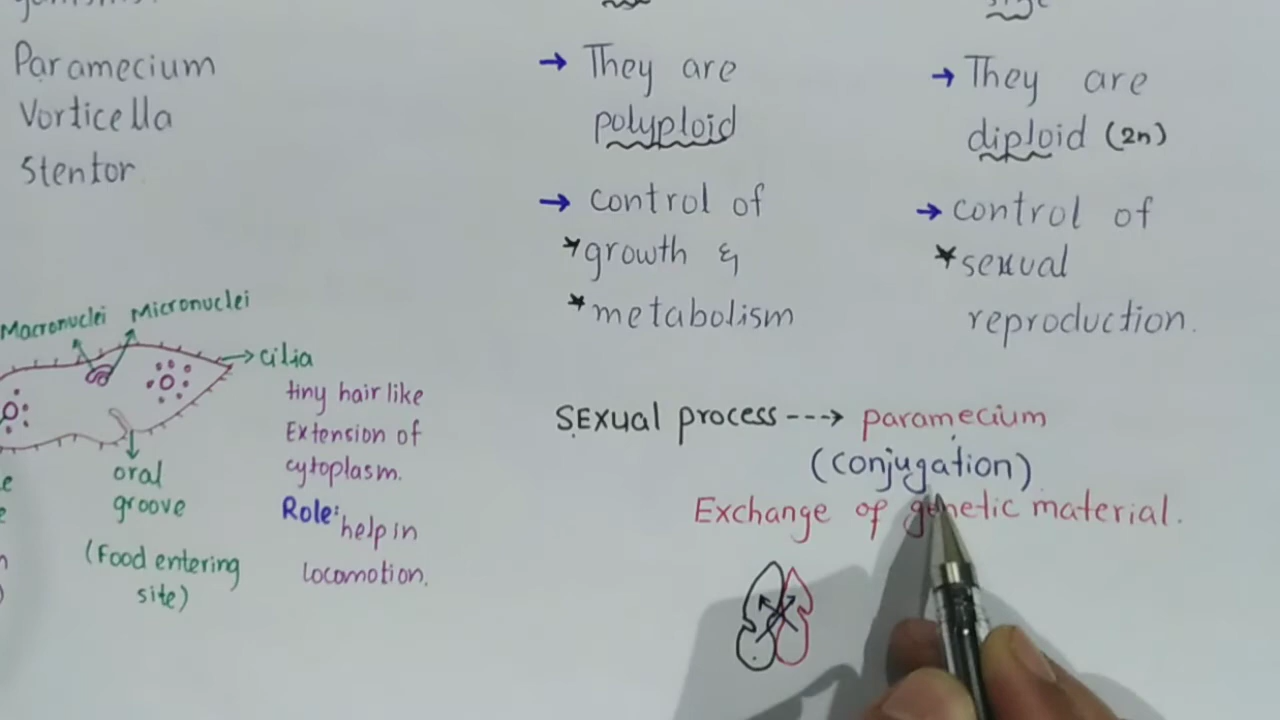 Paramecium
Vorticella
Stentor
→ They are
polyploid
→ control of
*growth &
*metabolism
→ They are
diploid (2n)
→ control of
*sexual
reproduction.
Macronuclei
Micronuclei
→ cilia
tiny hair like
Extension of
cytoplasm.
Role:
help in
locomotion.
oral
groove
(Food entering
site)
SExual process ---→ paramecium
(conjugation)
Exchange of genetic material.